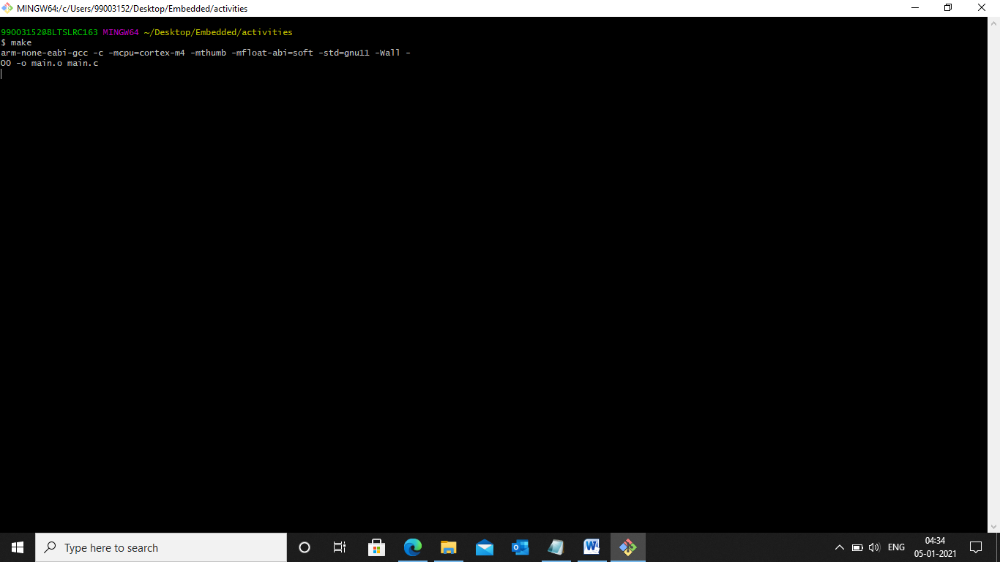 MINGW64:/c/Users/99003152/Desktop/Embedded/activities
99003152@BLTSLRC163 MINGW64 ~/Desktop/Embedded/activities
$ make
arm-none-eabi-gcc -c -mcpu=cortex-m4 -mthumb -mfloat-abi=soft -std=gnu11 -Wall -
O0 -o main.o main.c
Type here to search
ENG
04:34
05-01-2021